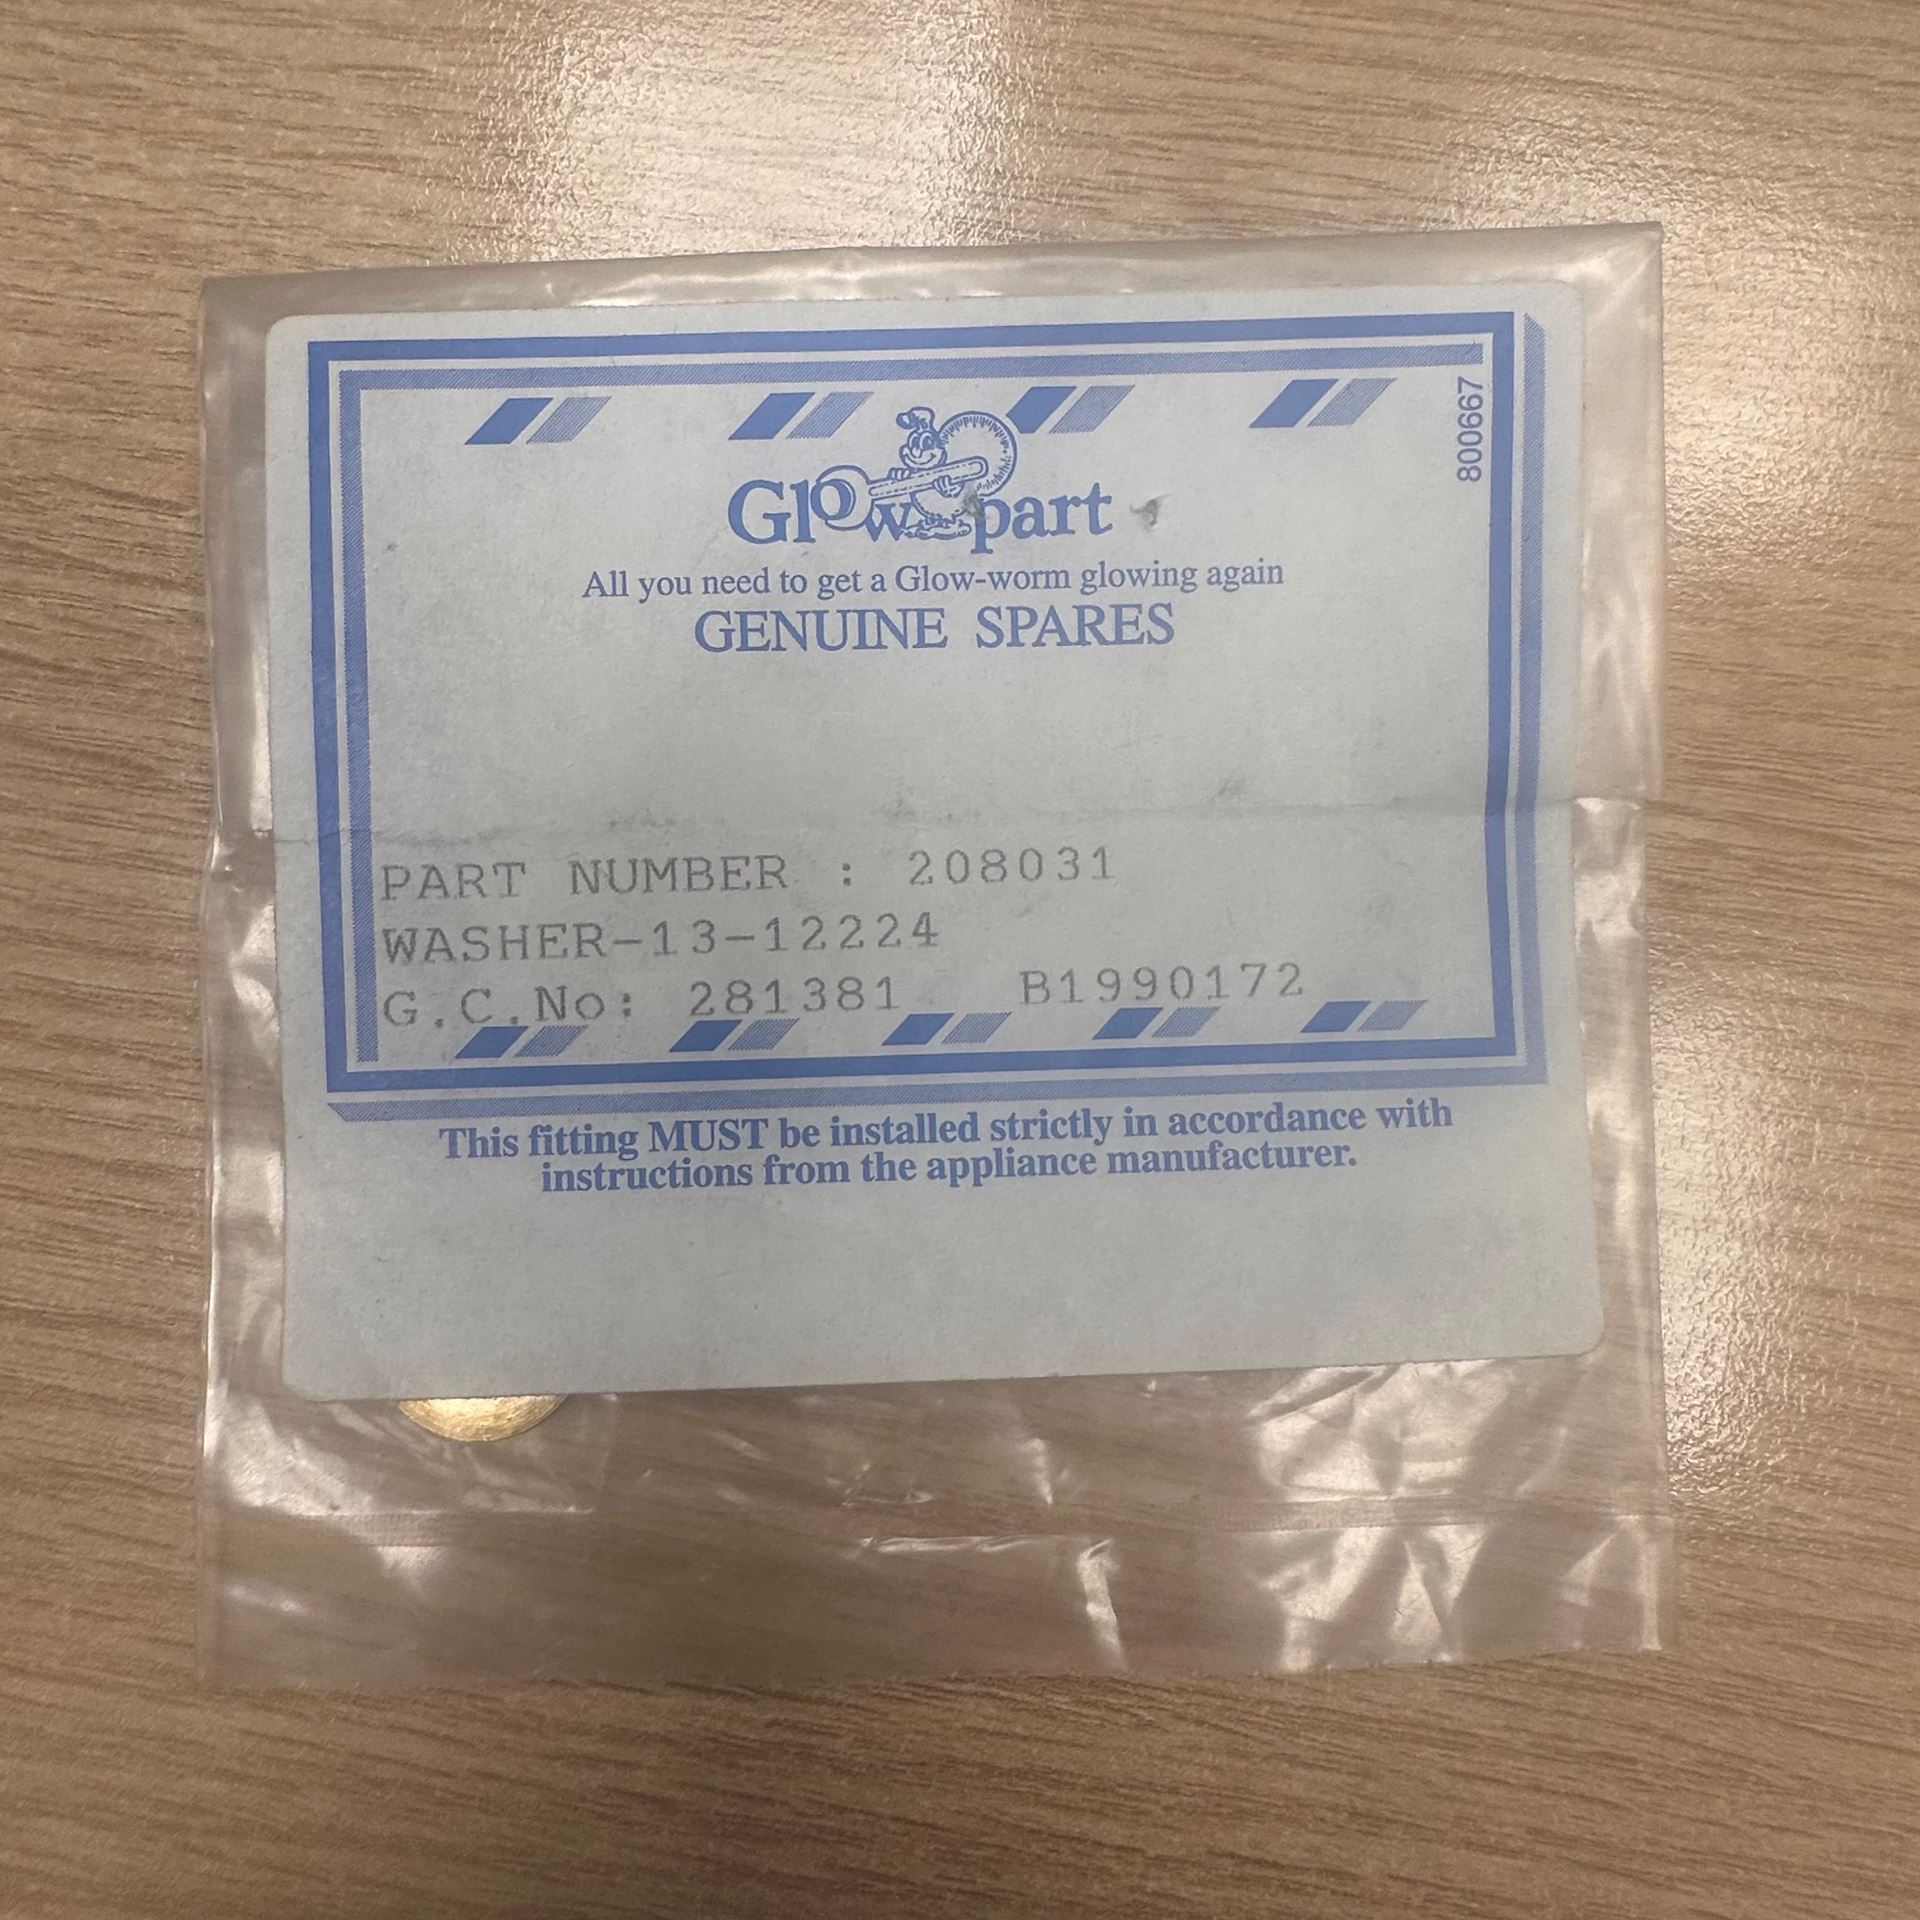 800667
Glow part
All you need to get a Glow-worm glowing again
GENUINE SPARES
PART NUMBER : 208031
WASHER-13-12224
G.C.No: 281381 B1990172
This fitting MUST be installed strictly in accordance with
instructions from the appliance manufacturer.